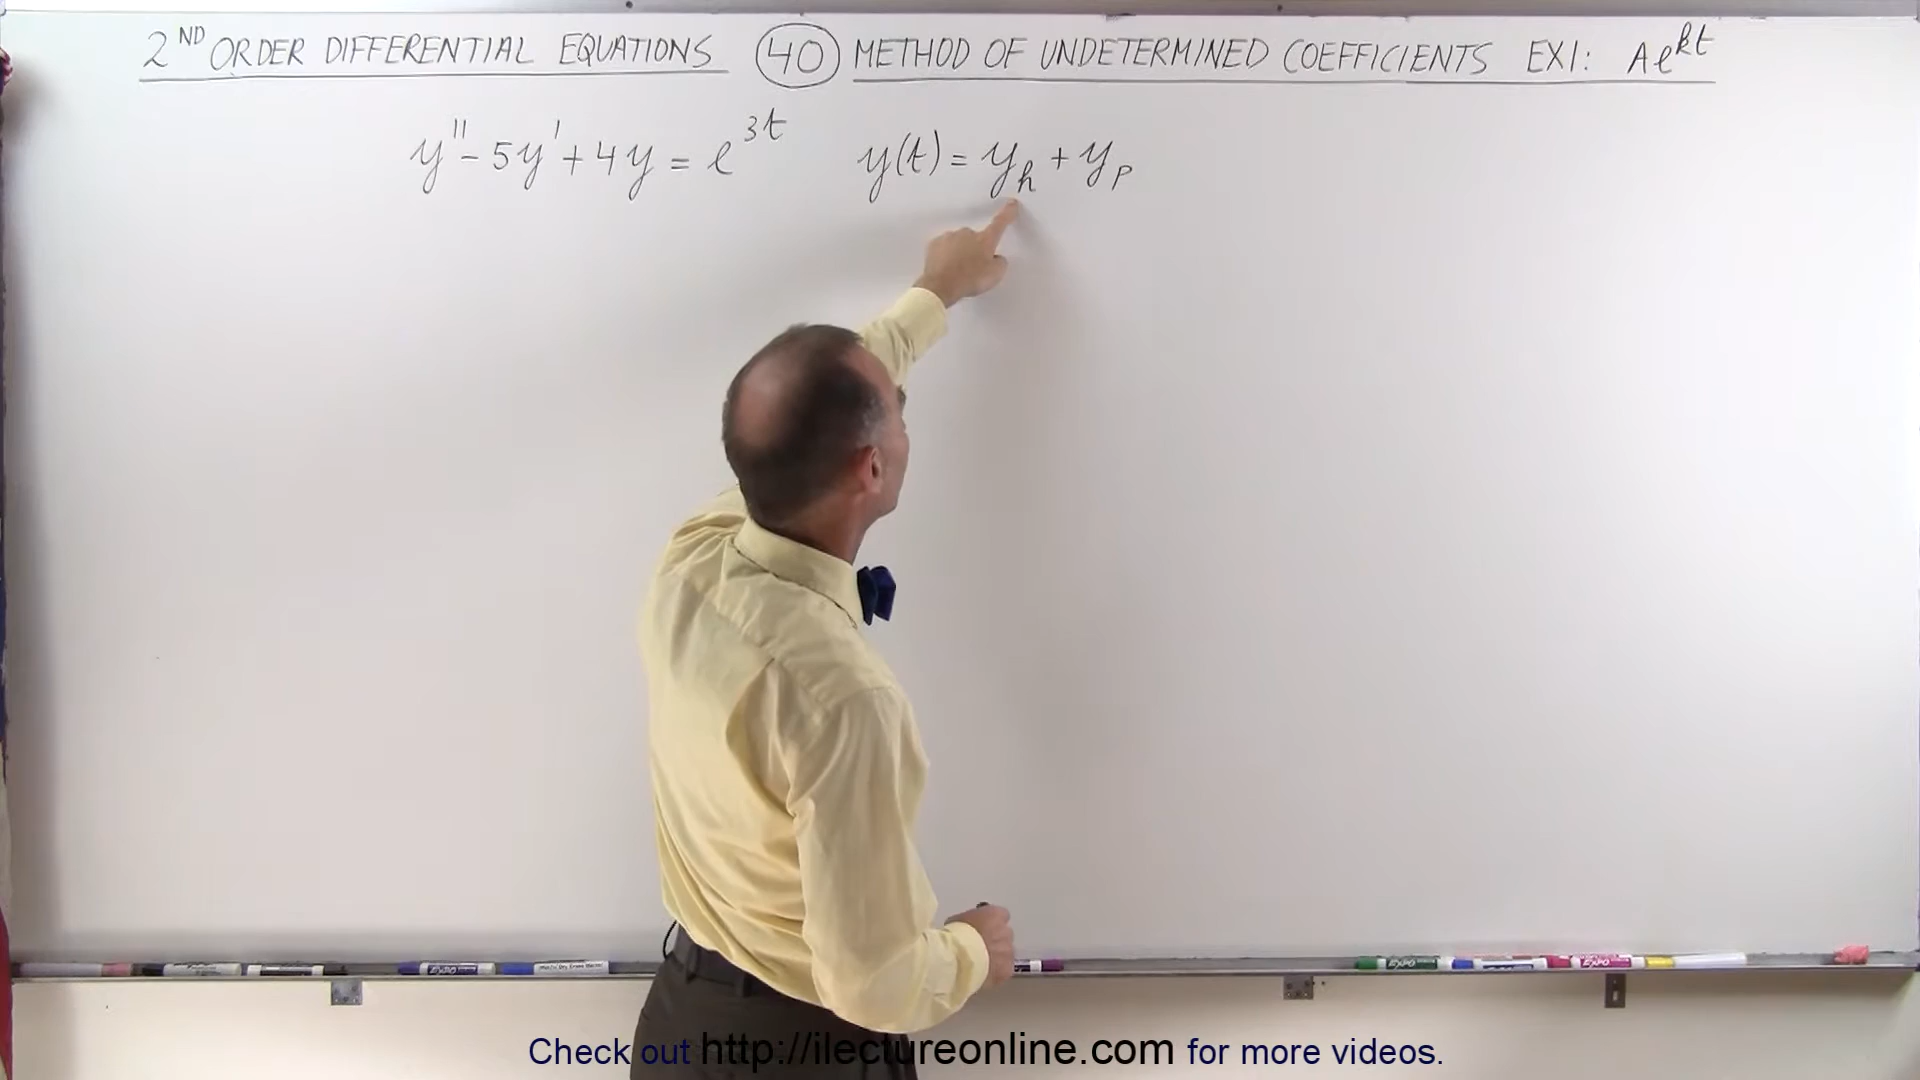 2ND ORDER DIFFERENTIAL EQUATIONS 40 METHOD OF UNDETERMINED COEFFICIENTS EX1: Ae^kt
y'' - 5y' + 4y = e^3t y(t) = y_h + y_p
Check out http://ilectureonline.com for more videos.